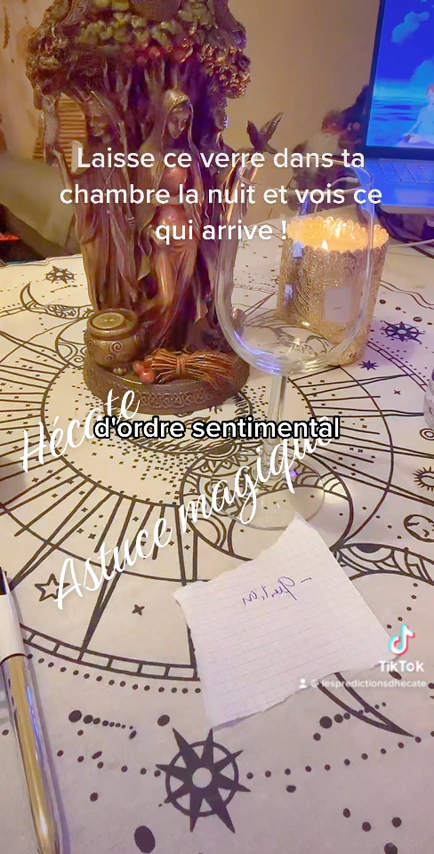 Laisse ce verre dans ta
chambre la nuit et vois ce
qui arrive !
Hécate
d'ordre sentimental
Astuce magique
TikTok
@lespredictionsdhecate